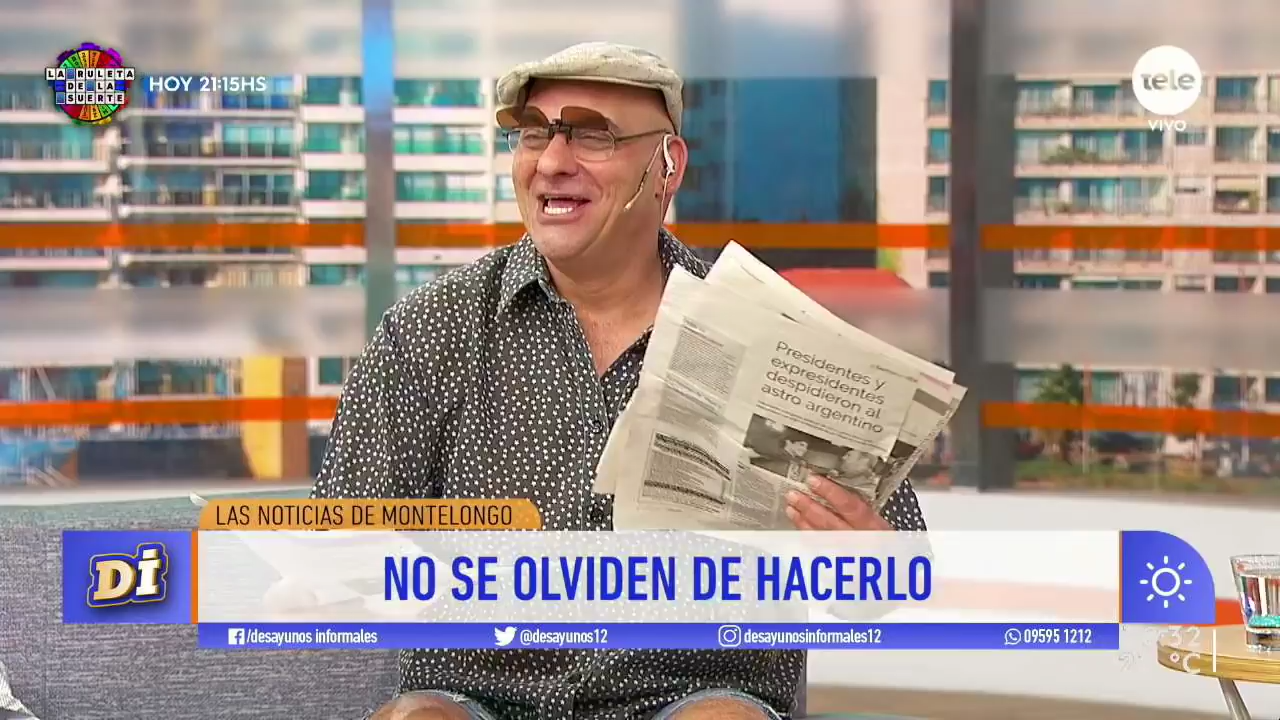 LA RULETA
DE LA
SUERTE
HOY 21:15HS
tele
VIVO
Presidentes y
expresidentes
despidieron al
astro argentino
LAS NOTICIAS DE MONTELONGO
Di
NO SE OLVIDEN DE HACERLO
/desayunos informales
@desayunos12
desayunosinformales12
09595 1212
32
°C